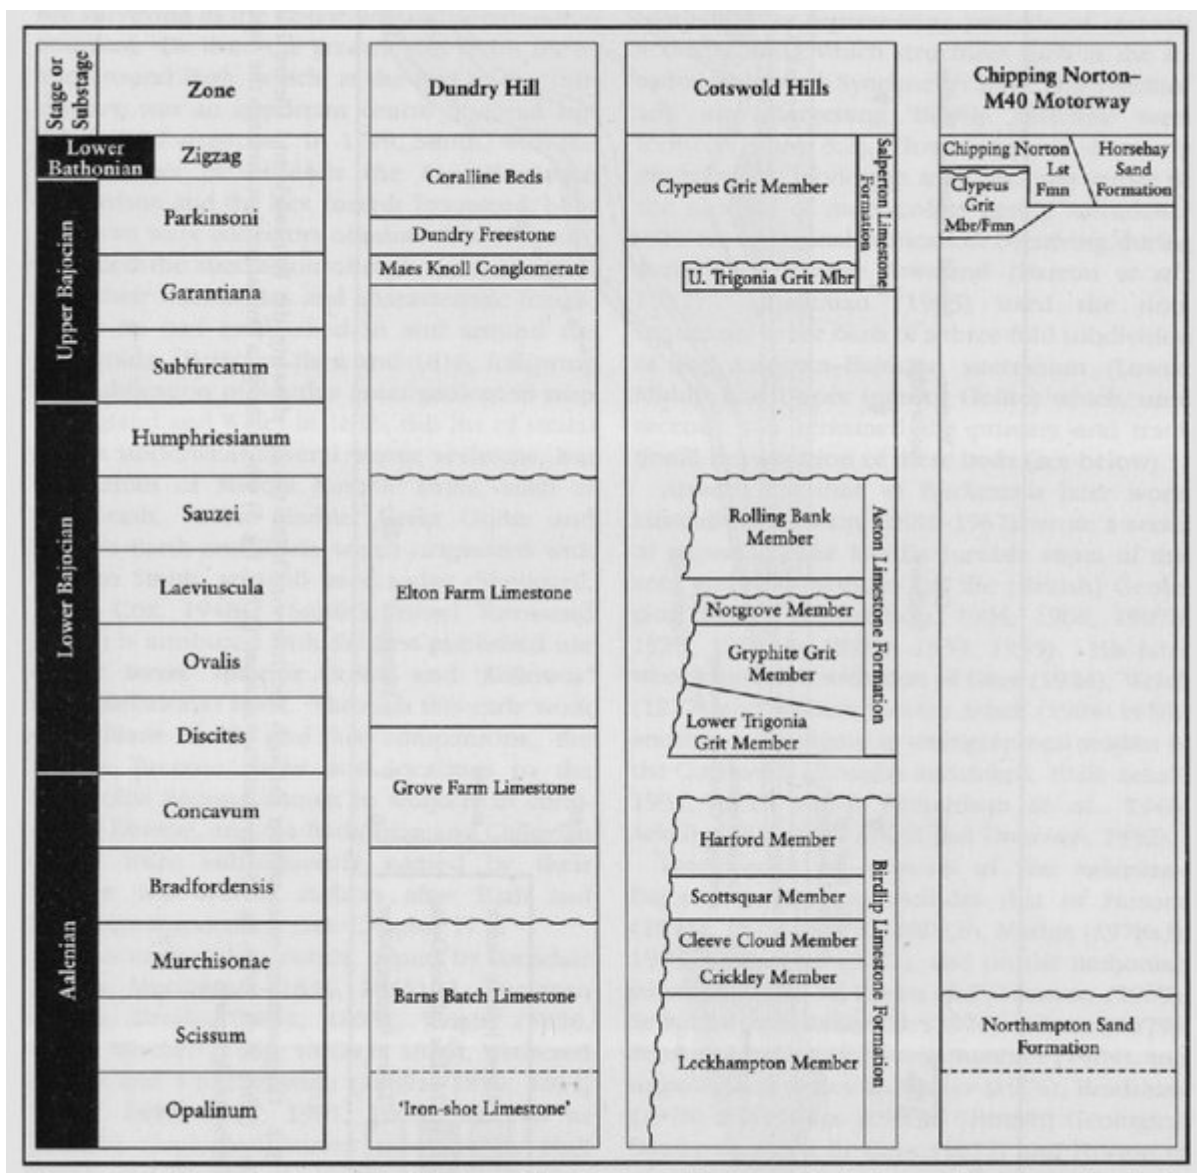 Stage or
Substage
Zone
Dundry Hill
Cotswold Hills
Chipping Norton–
M40 Motorway
Lower
Bathonian
Upper Bajocian
Lower Bajocian
Aalenian
Zigzag
Parkinsoni
Garantiana
Subfurcatum
Humphriesianum
Sauzei
Laeviuscula
Ovalis
Discites
Concavum
Bradfordensis
Murchisonae
Scissum
Opalinum
Coralline Beds
Dundry Freestone
Maes Knoll Conglomerate
Elton Farm Limestone
Grove Farm Limestone
Barns Batch Limestone
"Iron-shot Limestone"
Clypeus Grit Member
U. Trigonia Grit Mbr
Salperton Limestone
Formation
Rolling Bank
Member
Notgrove Member
Gryphite Grit
Member
Lower Trigonia
Grit Member
Aston Limestone Formation
Harford Member
Scottsquar Member
Cleeve Cloud Member
Crickley Member
Leckhampton Member
Birdlip Limestone Formation
Chipping Norton
Lst
Fmn
Horsehay
Sand
Formation
Clypeus
Grit
Mbr/Fmn
Northampton Sand
Formation